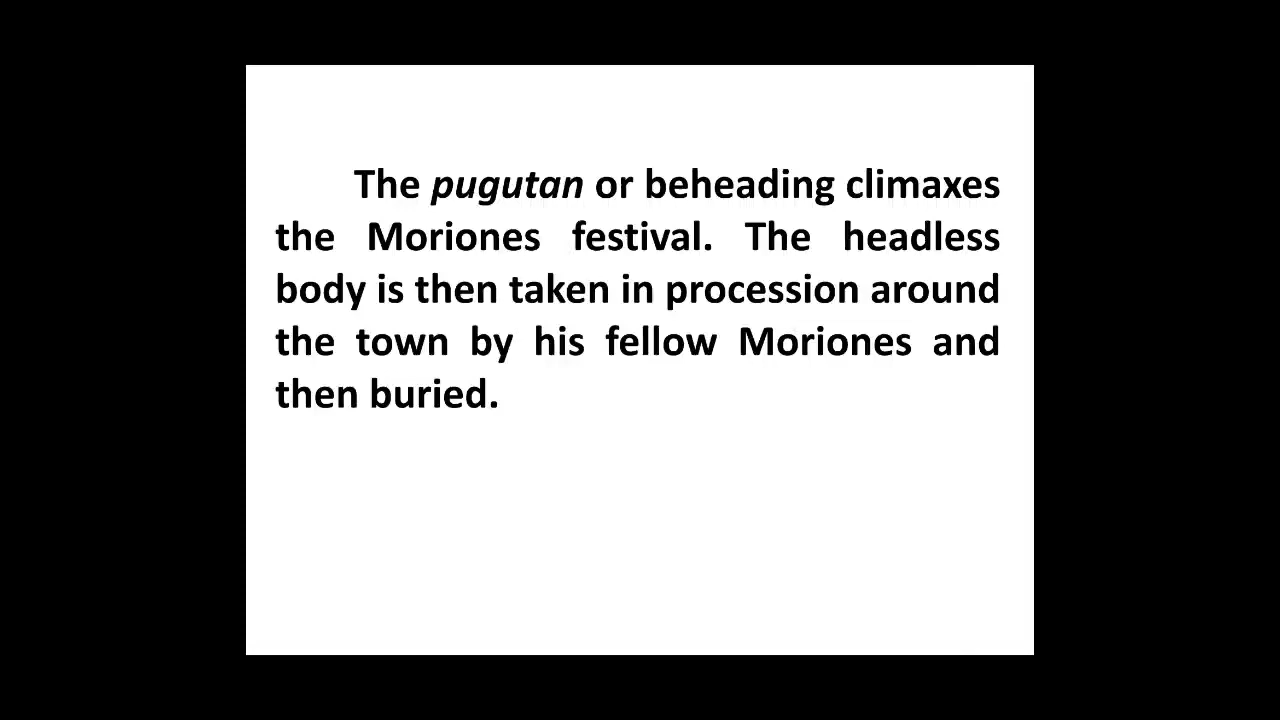 The pugutan or beheading climaxes
the Moriones festival. The headless
body is then taken in procession around
the town by his fellow Moriones and
then buried.